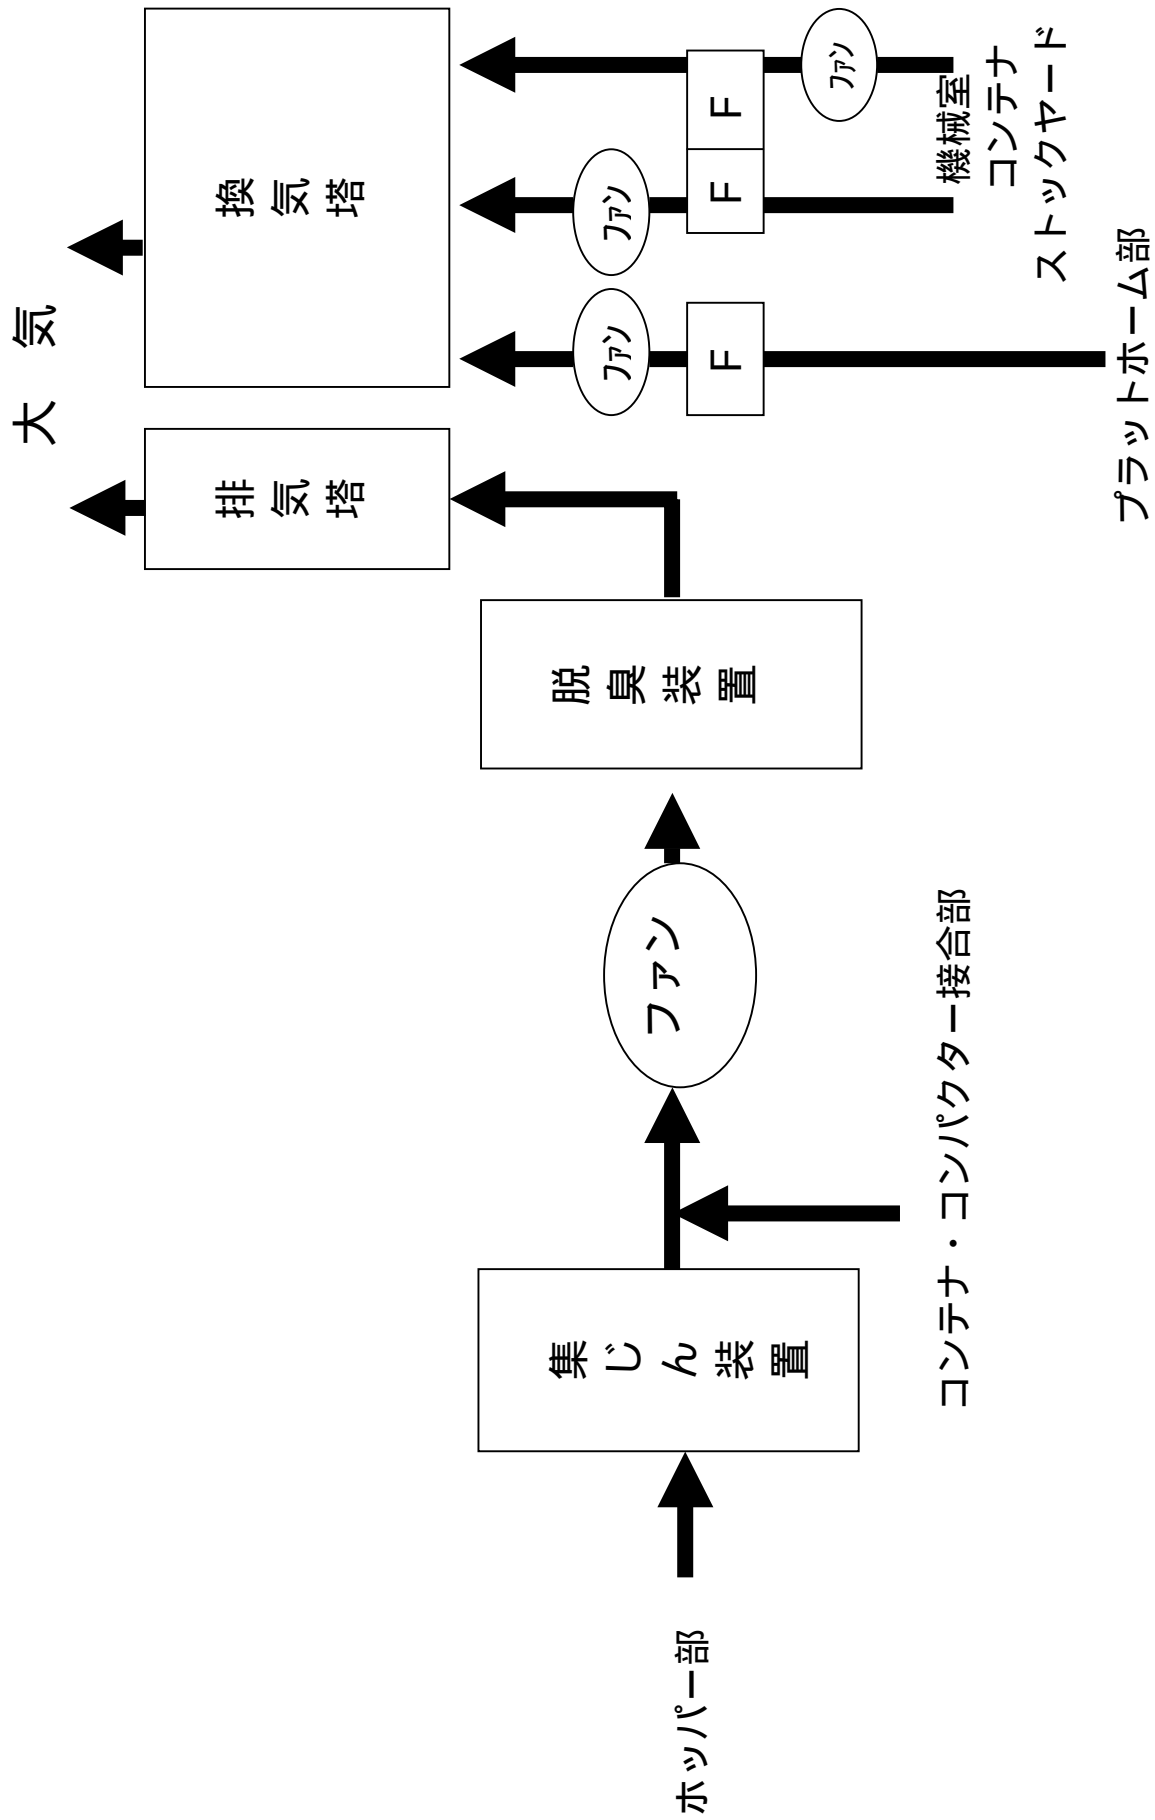 大 気
排気塔
換気塔
集じん装置
脱臭装置
ファン
ファン
ファン
ホッパー部
F
F
F
ファン
コンテナ・コンパクター接合部
機械室
コンテナ
ストックヤード
プラットホーム部